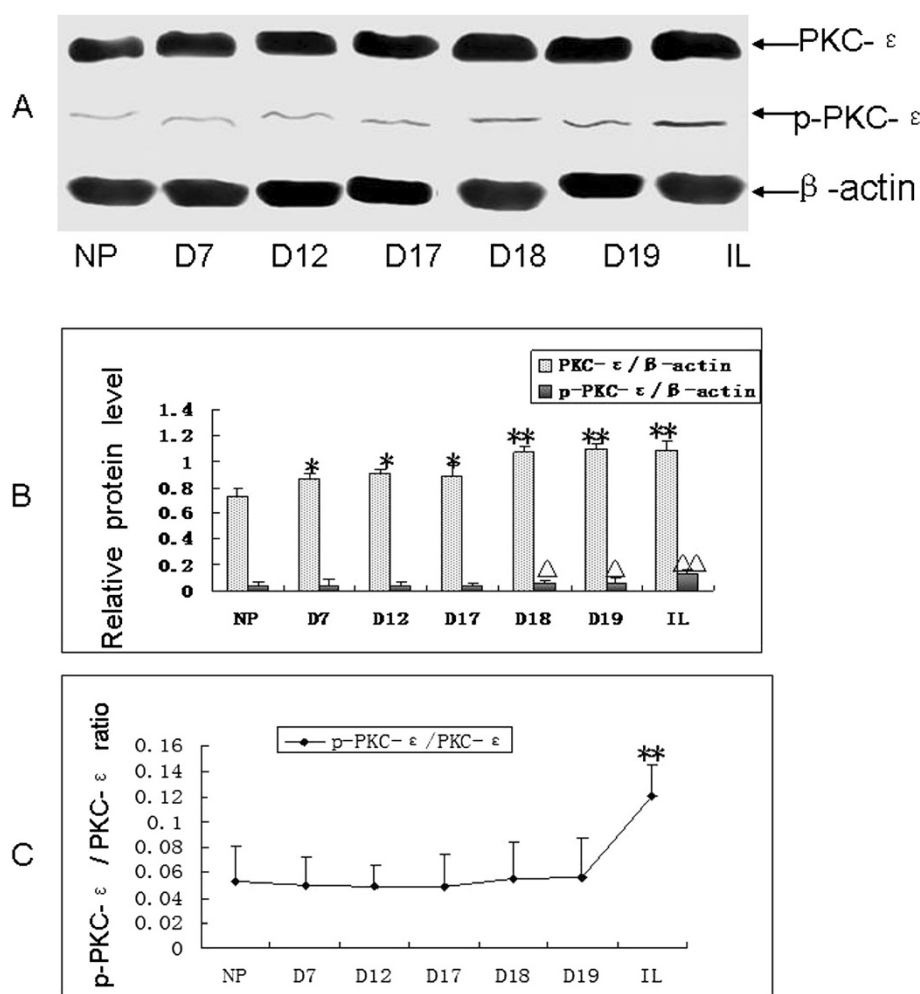 A
PKC- ε
p-PKC- ε
β -actin
NP D7 D12 D17 D18 D19 IL
B
Relative protein level
PKC- ε/β-actin
p-PKC-ε/β-actin
1.4
1.2
1
0.8
0.6
0.4
0.2
0
* * * ** ** **
△ △ △△
NP D7 D12 D17 D18 D19 IL
C
p-PKC- ε / PKC- ε ratio
p-PKC-ε/PKC-ε
0.16
0.14
0.12
0.1
0.08
0.06
0.04
0.02
0
**
NP D7 D12 D17 D18 D19 IL